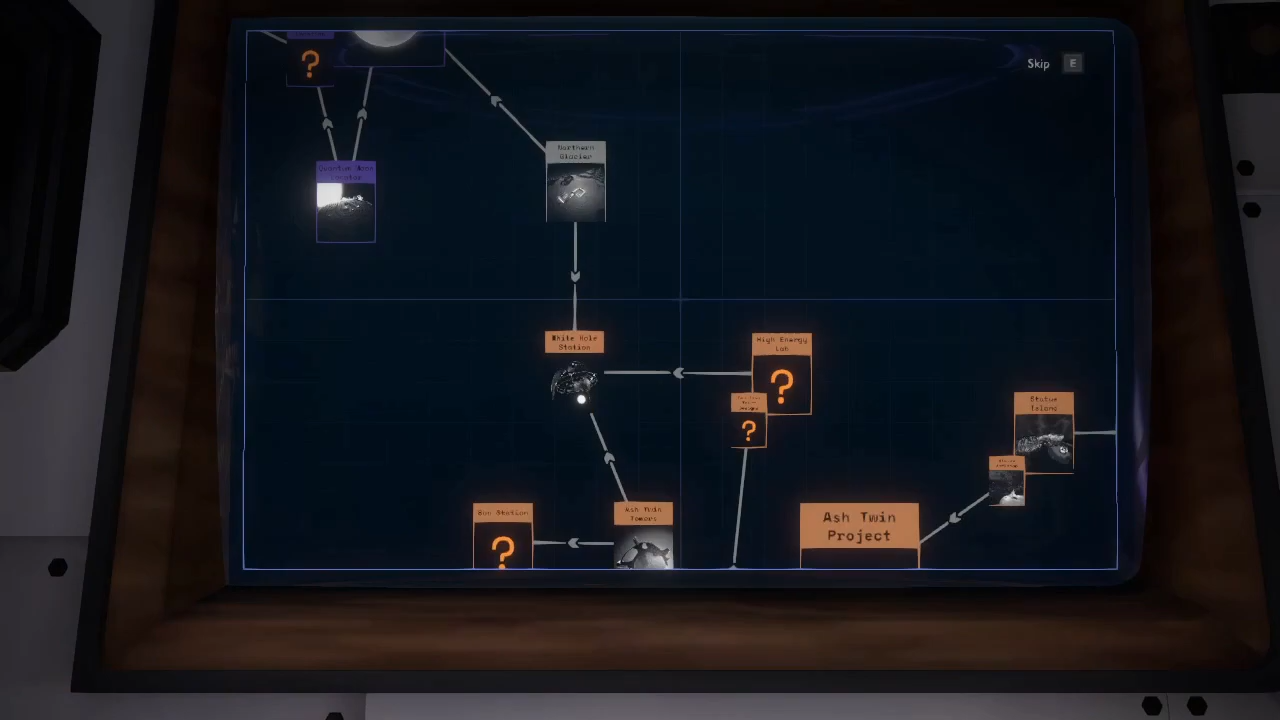 Skip E
Northern
Glacier
Quantum Moon
Locator
White Hole
Station
High Energy
Lab
Statue
Island
Sun Station
Ash Twin
Towers
Ash Twin
Project